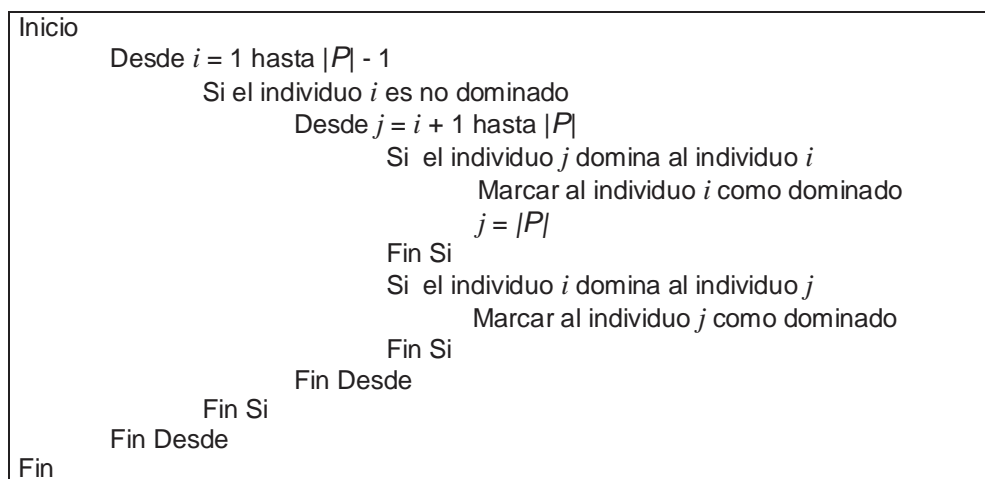 Inicio
Desde i = 1 hasta |P| - 1
Si el individuo i es no dominado
Desde j = i + 1 hasta |P|
Si el individuo j domina al individuo i
Marcar al individuo i como dominado
j = |P|
Fin Si
Si el individuo i domina al individuo j
Marcar al individuo j como dominado
Fin Si
Fin Desde
Fin Si
Fin Desde
Fin